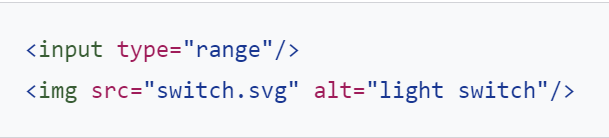 <input type="range"/>
<img src="switch.svg" alt="light switch"/>